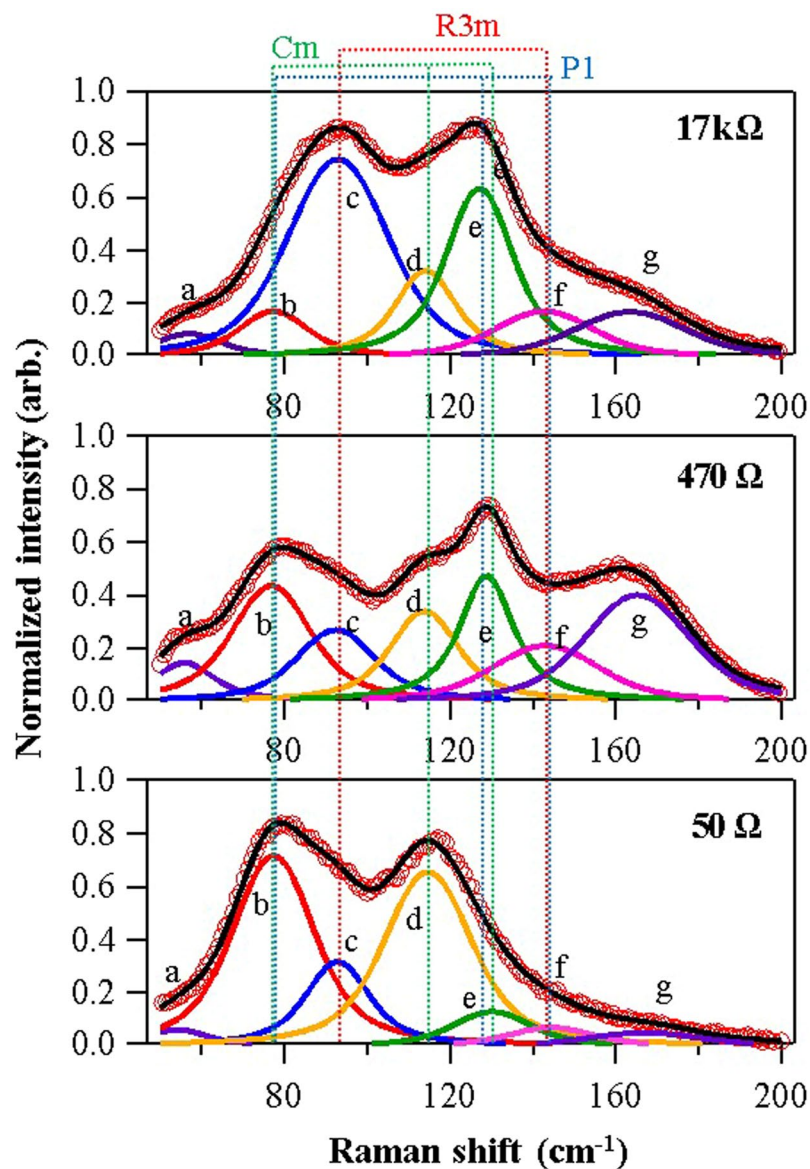 R3m
Cm
P1
1.0
17kΩ
0.8
e
c
0.6
e
0.4
d
g
a
0.2
b
f
0.0
80 120 160 200
1.0
470 Ω
0.8
0.6
d
0.4
a
b
c
e
f
g
0.2
0.0
80 120 160 200
1.0
50 Ω
0.8
0.6
b
d
0.4
c
a
e
f
g
0.2
0.0
80 120 160 200
Normalized intensity (arb.)
Raman shift (cm⁻¹)